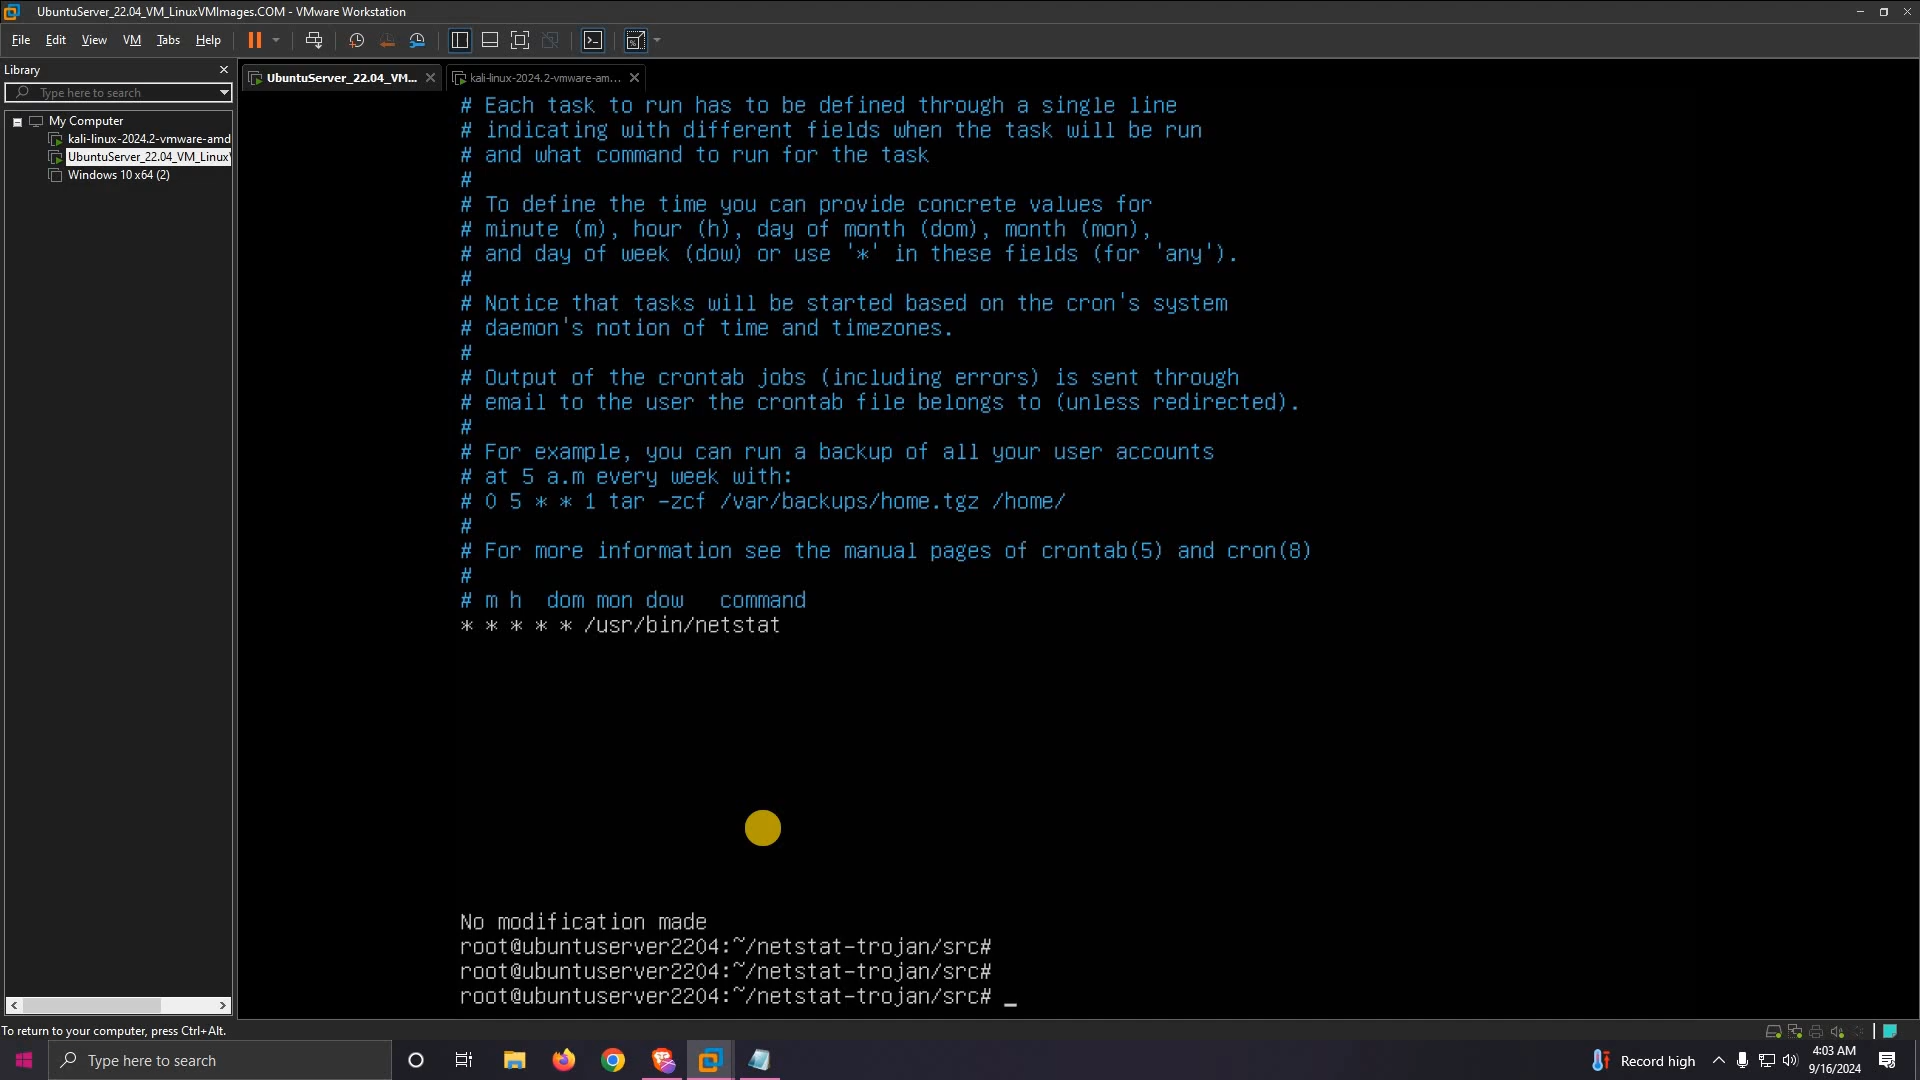 UbuntuServer_22.04_VM_LinuxVMImages.COM - VMware Workstation
File Edit View VM Tabs Help
Library
Type here to search
My Computer
kali-linux-2024.2-vmware-amd
UbuntuServer_22.04_VM_Linux
Windows 10 x64 (2)
UbuntuServer_22.04_VM... kali-linux-2024.2-vmware-am...
# Each task to run has to be defined through a single line
# indicating with different fields when the task will be run
# and what command to run for the task
#
# To define the time you can provide concrete values for
# minute (m), hour (h), day of month (dom), month (mon),
# and day of week (dow) or use '*' in these fields (for 'any').
#
# Notice that tasks will be started based on the cron's system
# daemon's notion of time and timezones.
#
# Output of the crontab jobs (including errors) is sent through
# email to the user the crontab file belongs to (unless redirected).
#
# For example, you can run a backup of all your user accounts
# at 5 a.m every week with:
# 0 5 * * 1 tar -zcf /var/backups/home.tgz /home/
#
# For more information see the manual pages of crontab(5) and cron(8)
#
# m h  dom mon dow   command
* * * * * /usr/bin/netstat
No modification made
root@ubuntuserver2204:~/netstat-trojan/src#
root@ubuntuserver2204:~/netstat-trojan/src#
root@ubuntuserver2204:~/netstat-trojan/src# _
To return to your computer, press Ctrl+Alt.
Type here to search
Record high
4:03 AM
9/16/2024